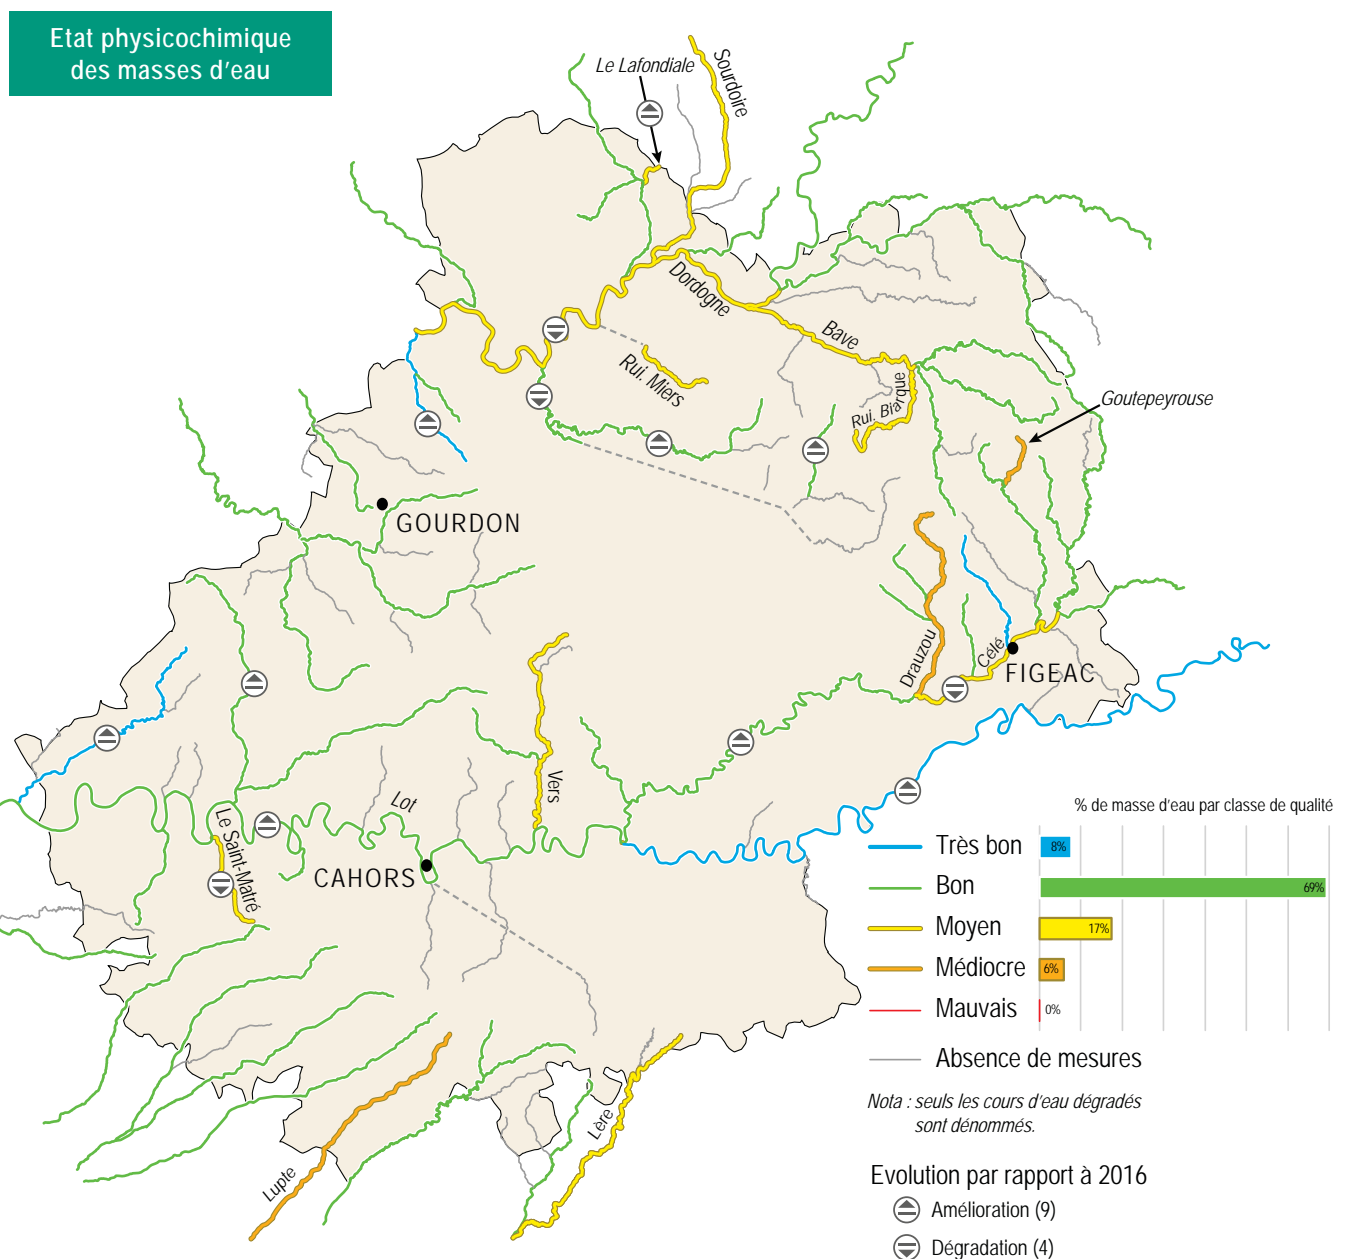 Etat physicochimique
des masses d'eau
Le Lafondiale
Sourdoire
Dordogne
Bave
Rui. Miers
Rui. Biarque
Goutepeyrouse
GOURDON
Drauzou
Célé
FIGEAC
Vers
Lot
Le Saint-Matré
CAHORS
Lupte
Lère
% de masse d'eau par classe de qualité
Très bon 8%
Bon 69%
Moyen 17%
Médiocre 6%
Mauvais 0%
Absence de mesures
Nota : seuls les cours d'eau dégradés
sont dénommés.
Evolution par rapport à 2016
Amélioration (9)
Dégradation (4)